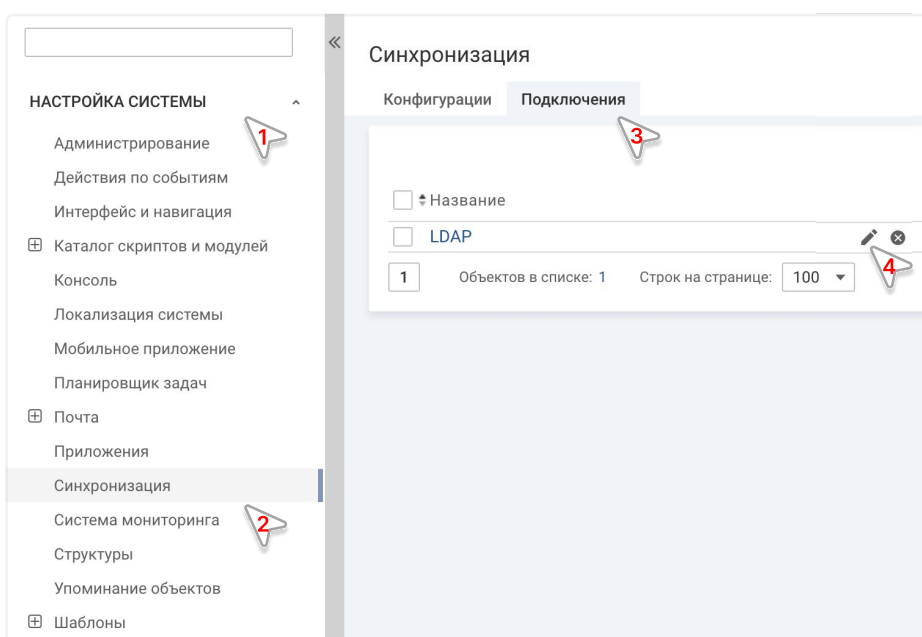 НАСТРОЙКА СИСТЕМЫ
1
Администрирование
Действия по событиям
Интерфейс и навигация
Каталог скриптов и модулей
Консоль
Локализация системы
Мобильное приложение
Планировщик задач
Почта
Приложения
Синхронизация
Система мониторинга
2
Структуры
Упоминание объектов
Шаблоны
Синхронизация
Конфигурации Подключения
3
Название
LDAP
4
1 Объектов в списке: 1 Строк на странице: 100